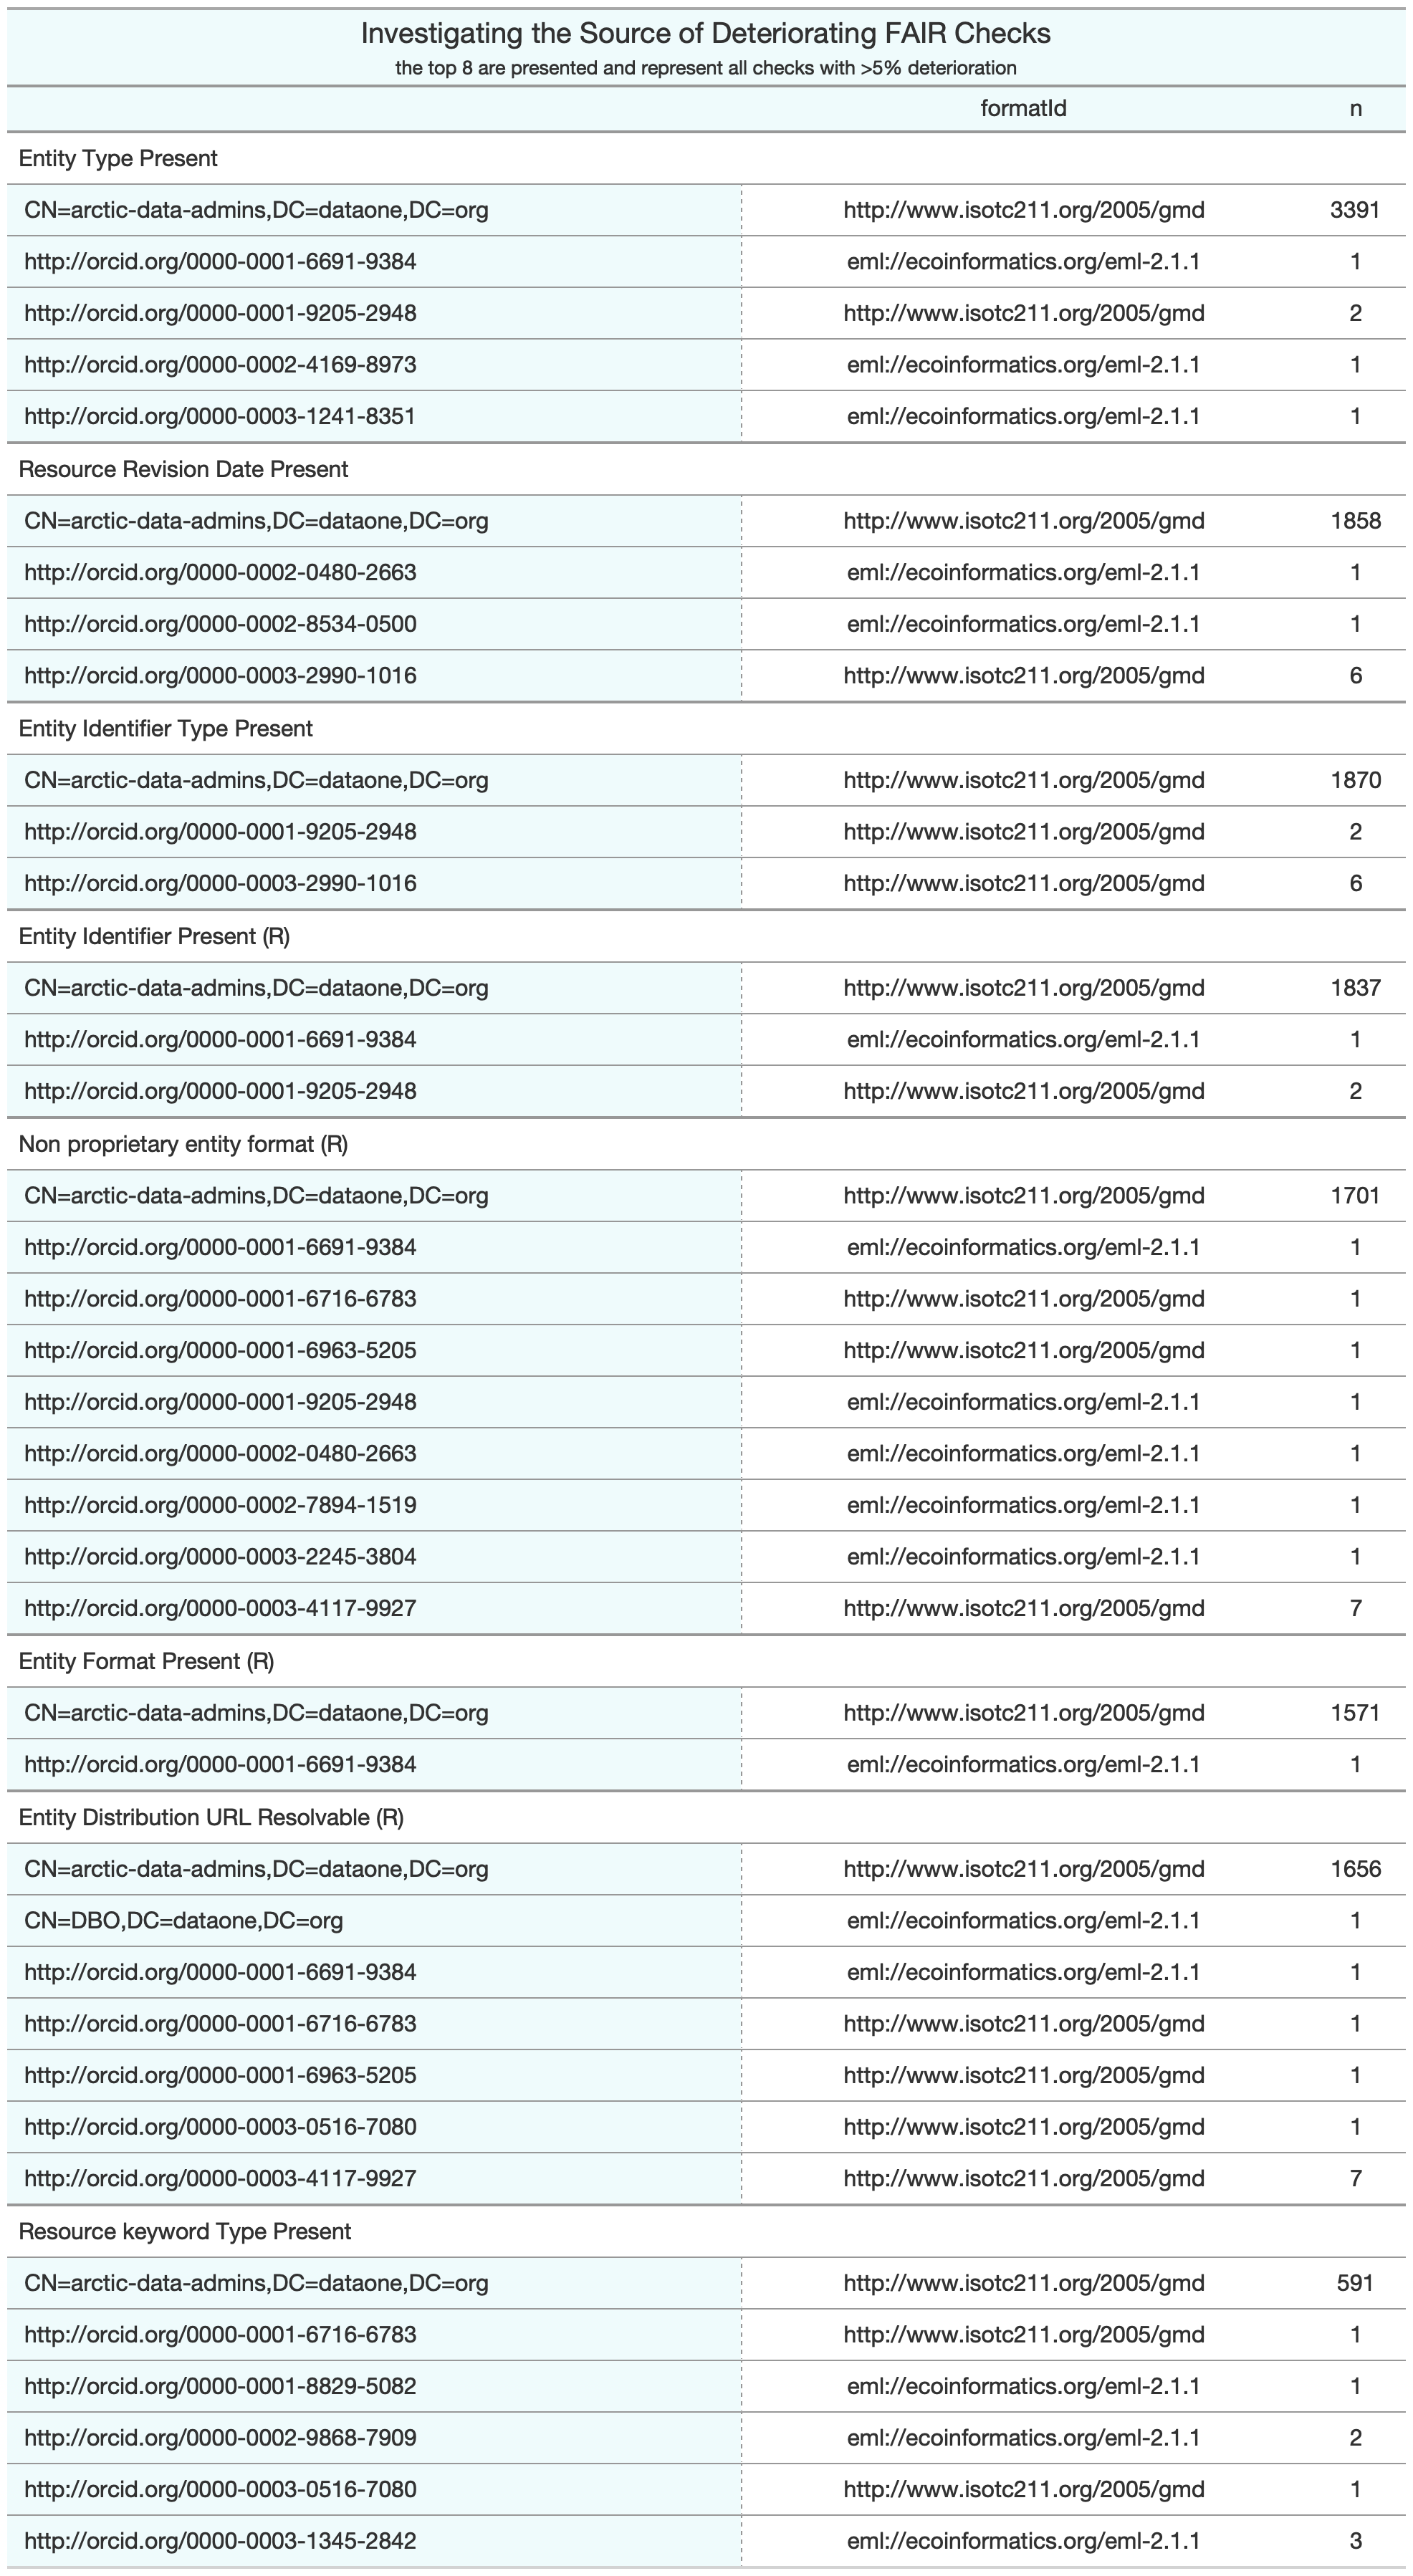 Investigating the Source of Deteriorating FAIR Checks
the top 8 are presented and represent all checks with >5% deterioration
formatId n
Entity Type Present
CN=arctic-data-admins,DC=dataone,DC=org http://www.isotc211.org/2005/gmd 3391
http://orcid.org/0000-0001-6691-9384 eml://ecoinformatics.org/eml-2.1.1 1
http://orcid.org/0000-0001-9205-2948 http://www.isotc211.org/2005/gmd 2
http://orcid.org/0000-0002-4169-8973 eml://ecoinformatics.org/eml-2.1.1 1
http://orcid.org/0000-0003-1241-8351 eml://ecoinformatics.org/eml-2.1.1 1
Resource Revision Date Present
CN=arctic-data-admins,DC=dataone,DC=org http://www.isotc211.org/2005/gmd 1858
http://orcid.org/0000-0002-0480-2663 eml://ecoinformatics.org/eml-2.1.1 1
http://orcid.org/0000-0002-8534-0500 eml://ecoinformatics.org/eml-2.1.1 1
http://orcid.org/0000-0003-2990-1016 http://www.isotc211.org/2005/gmd 6
Entity Identifier Type Present
CN=arctic-data-admins,DC=dataone,DC=org http://www.isotc211.org/2005/gmd 1870
http://orcid.org/0000-0001-9205-2948 http://www.isotc211.org/2005/gmd 2
http://orcid.org/0000-0003-2990-1016 http://www.isotc211.org/2005/gmd 6
Entity Identifier Present (R)
CN=arctic-data-admins,DC=dataone,DC=org http://www.isotc211.org/2005/gmd 1837
http://orcid.org/0000-0001-6691-9384 eml://ecoinformatics.org/eml-2.1.1 1
http://orcid.org/0000-0001-9205-2948 http://www.isotc211.org/2005/gmd 2
Non proprietary entity format (R)
CN=arctic-data-admins,DC=dataone,DC=org http://www.isotc211.org/2005/gmd 1701
http://orcid.org/0000-0001-6691-9384 eml://ecoinformatics.org/eml-2.1.1 1
http://orcid.org/0000-0001-6716-6783 http://www.isotc211.org/2005/gmd 1
http://orcid.org/0000-0001-6963-5205 http://www.isotc211.org/2005/gmd 1
http://orcid.org/0000-0001-9205-2948 eml://ecoinformatics.org/eml-2.1.1 1
http://orcid.org/0000-0002-0480-2663 eml://ecoinformatics.org/eml-2.1.1 1
http://orcid.org/0000-0002-7894-1519 eml://ecoinformatics.org/eml-2.1.1 1
http://orcid.org/0000-0003-2245-3804 eml://ecoinformatics.org/eml-2.1.1 1
http://orcid.org/0000-0003-4117-9927 http://www.isotc211.org/2005/gmd 7
Entity Format Present (R)
CN=arctic-data-admins,DC=dataone,DC=org http://www.isotc211.org/2005/gmd 1571
http://orcid.org/0000-0001-6691-9384 eml://ecoinformatics.org/eml-2.1.1 1
Entity Distribution URL Resolvable (R)
CN=arctic-data-admins,DC=dataone,DC=org http://www.isotc211.org/2005/gmd 1656
CN=DBO,DC=dataone,DC=org eml://ecoinformatics.org/eml-2.1.1 1
http://orcid.org/0000-0001-6691-9384 eml://ecoinformatics.org/eml-2.1.1 1
http://orcid.org/0000-0001-6716-6783 http://www.isotc211.org/2005/gmd 1
http://orcid.org/0000-0001-6963-5205 http://www.isotc211.org/2005/gmd 1
http://orcid.org/0000-0003-0516-7080 http://www.isotc211.org/2005/gmd 1
http://orcid.org/0000-0003-4117-9927 http://www.isotc211.org/2005/gmd 7
Resource keyword Type Present
CN=arctic-data-admins,DC=dataone,DC=org http://www.isotc211.org/2005/gmd 591
http://orcid.org/0000-0001-6716-6783 http://www.isotc211.org/2005/gmd 1
http://orcid.org/0000-0001-8829-5082 eml://ecoinformatics.org/eml-2.1.1 1
http://orcid.org/0000-0002-9868-7909 eml://ecoinformatics.org/eml-2.1.1 2
http://orcid.org/0000-0003-0516-7080 http://www.isotc211.org/2005/gmd 1
http://orcid.org/0000-0003-1345-2842 eml://ecoinformatics.org/eml-2.1.1 3